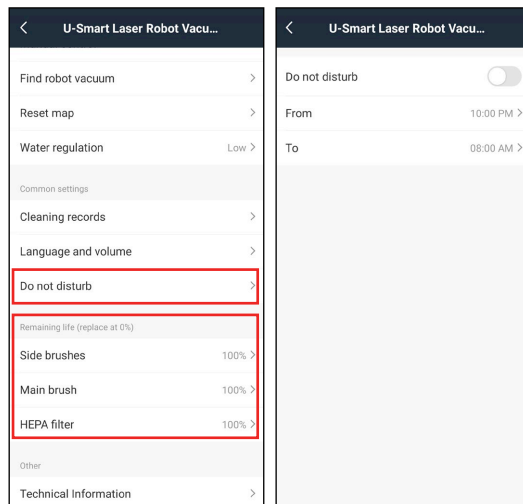 U-Smart Laser Robot Vacu...
Find robot vacuum
Reset map
Water regulation Low
Common settings
Cleaning records
Language and volume
Do not disturb
Remaining life (replace at 0%)
Side brushes 100%
Main brush 100%
HEPA filter 100%
Other
Technical Information
U-Smart Laser Robot Vacu...
Do not disturb
From 10:00 PM
To 08:00 AM